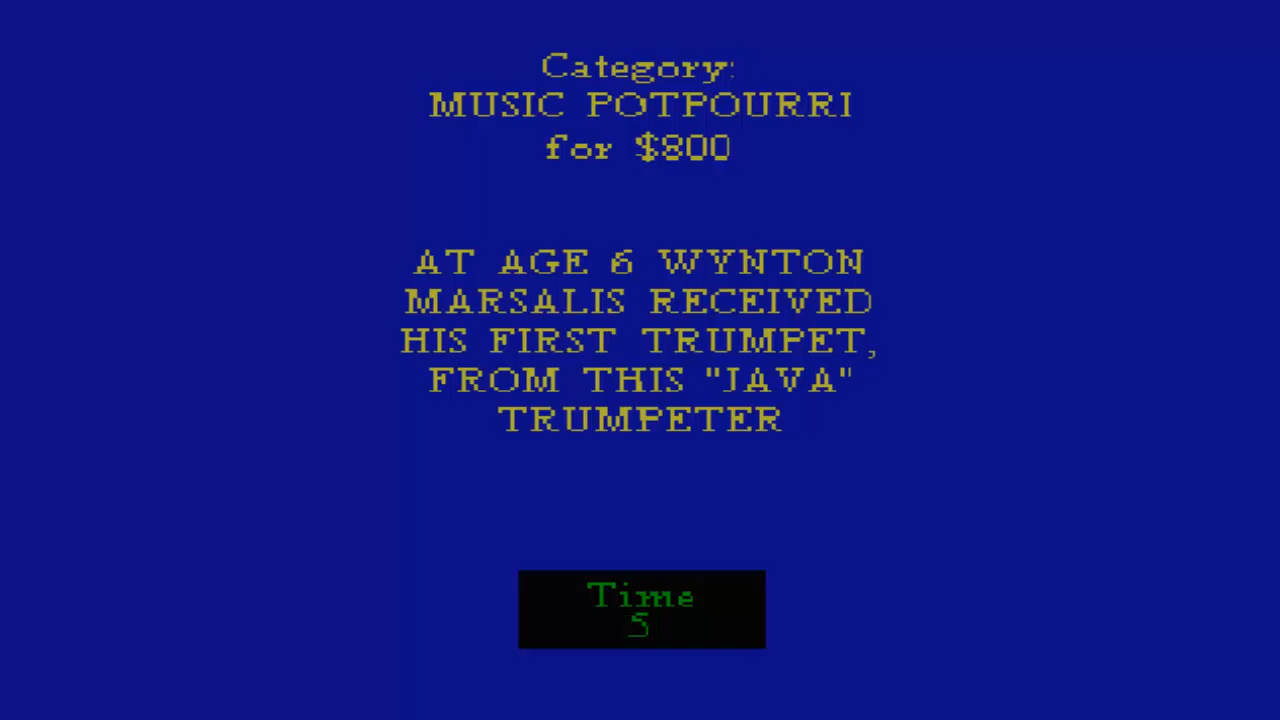 Category:
MUSIC POTPOURRI
for $800
AT AGE 6 WYNTON
MARSALIS RECEIVED
HIS FIRST TRUMPET,
FROM THIS "JAVA"
TRUMPETER
Time
5